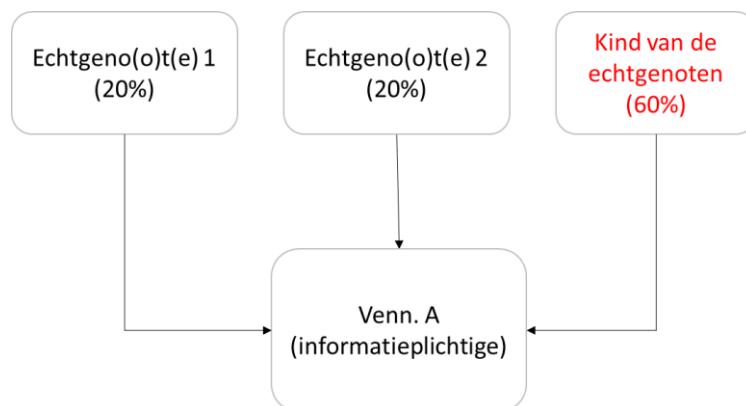 Echtgeno(o)t(e) 1
(20%)
Echtgeno(o)t(e) 2
(20%)
Kind van de
echtgenoten
(60%)
Venn. A
(informatieplichtige)